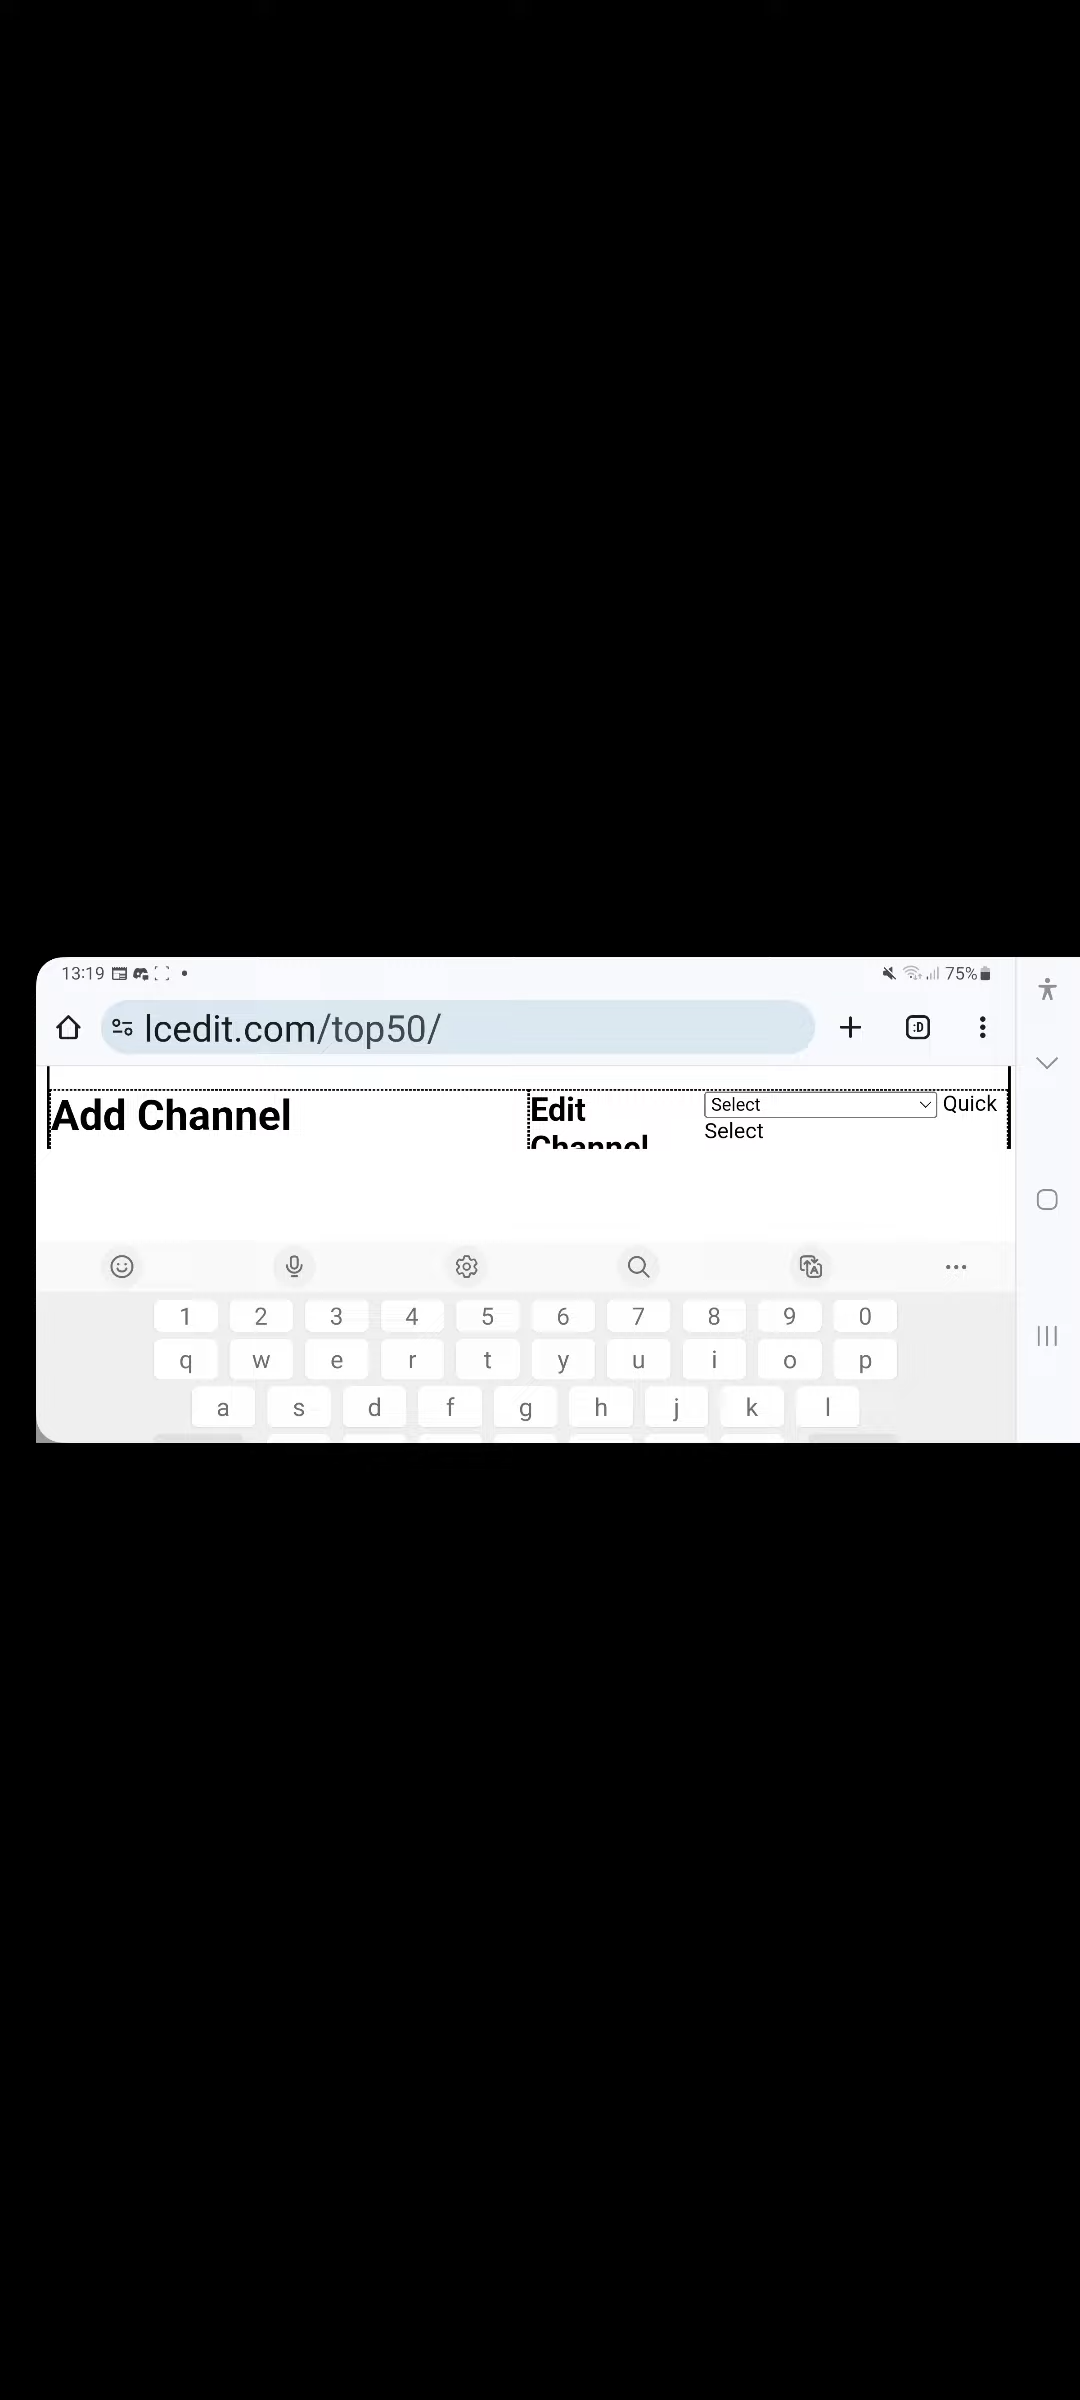 13:19 75%
lcedit.com/top50/
:D
Add Channel
Edit
Channel
Select
Quick
Select
1 2 3 4 5 6 7 8 9 0
q w e r t y u i o p
a s d f g h j k l